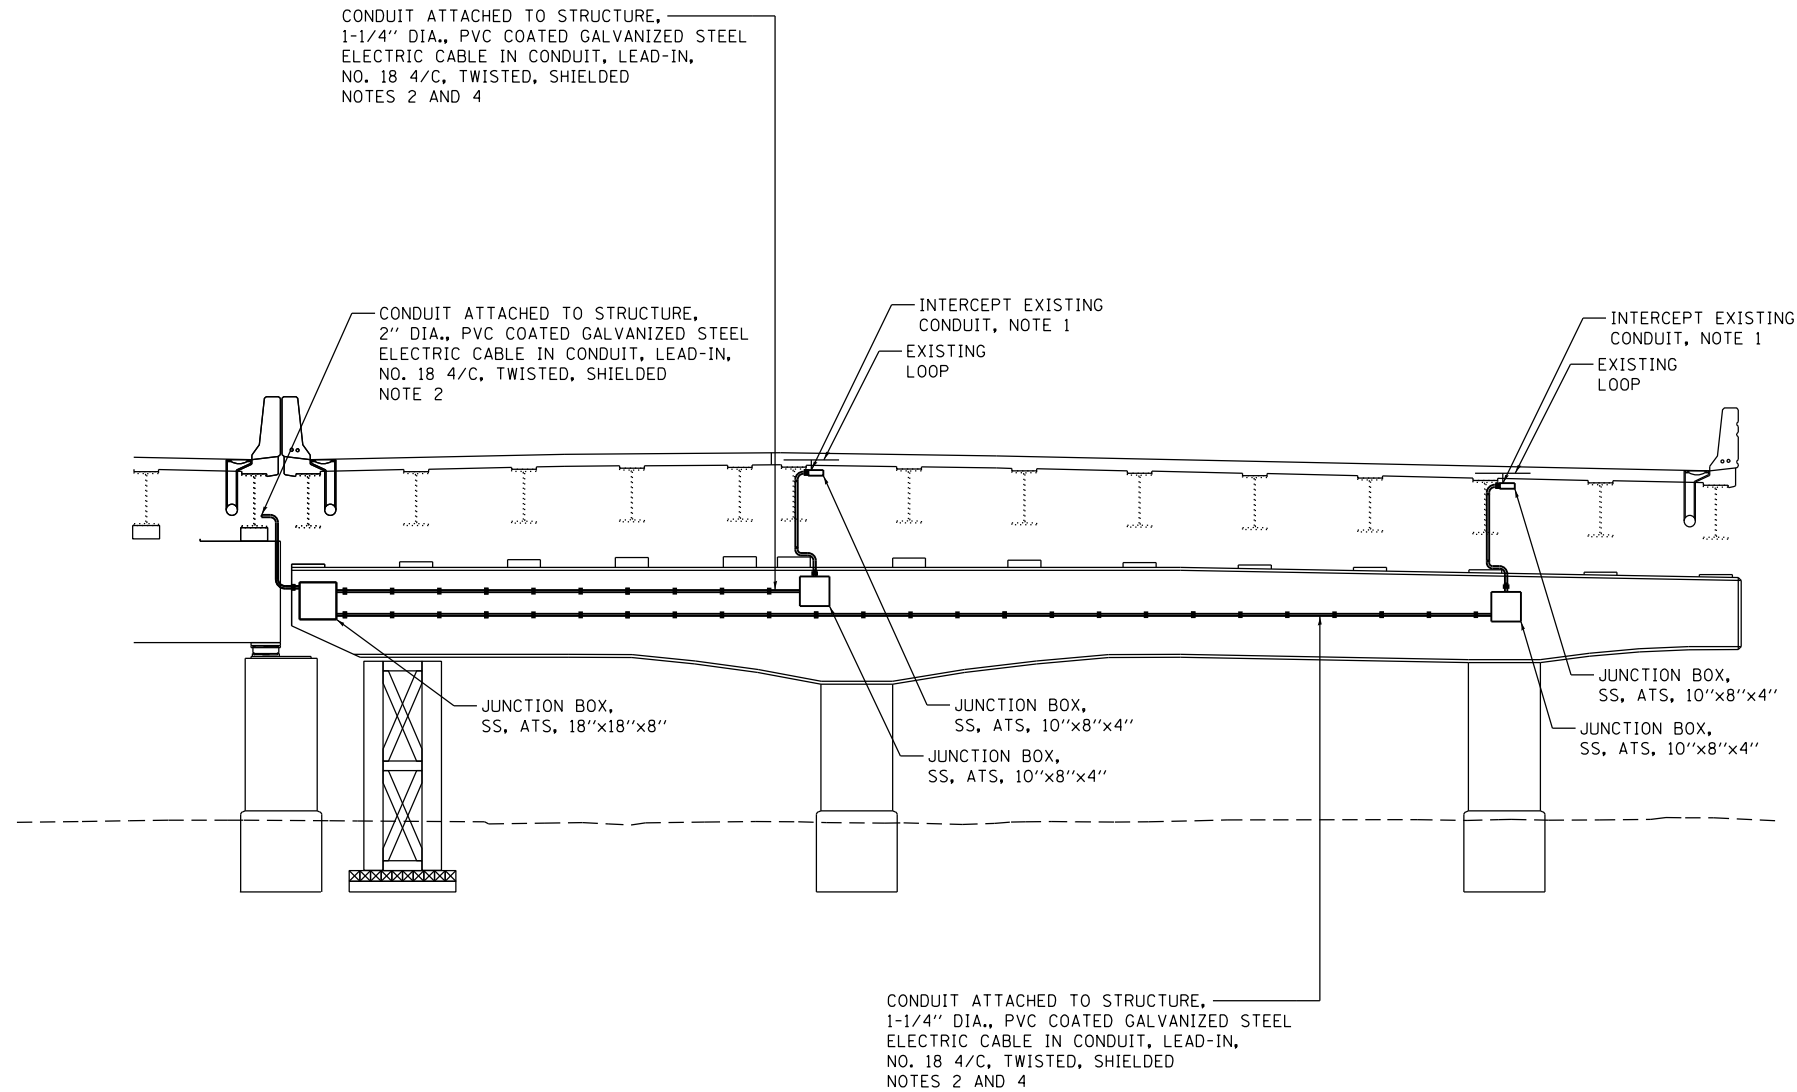 CONDUIT ATTACHED TO STRUCTURE,
1-1/4" DIA., PVC COATED GALVANIZED STEEL
ELECTRIC CABLE IN CONDUIT, LEAD-IN,
NO. 18 4/C, TWISTED, SHIELDED
NOTES 2 AND 4
CONDUIT ATTACHED TO STRUCTURE,
2" DIA., PVC COATED GALVANIZED STEEL
ELECTRIC CABLE IN CONDUIT, LEAD-IN,
NO. 18 4/C, TWISTED, SHIELDED
NOTE 2
INTERCEPT EXISTING
CONDUIT, NOTE 1
EXISTING
LOOP
INTERCEPT EXISTING
CONDUIT, NOTE 1
EXISTING
LOOP
JUNCTION BOX,
SS, ATS, 18"x18"x8"
JUNCTION BOX,
SS, ATS, 10"x8"x4"
JUNCTION BOX,
SS, ATS, 10"x8"x4"
JUNCTION BOX,
SS, ATS, 10"x8"x4"
JUNCTION BOX,
SS, ATS, 10"x8"x4"
CONDUIT ATTACHED TO STRUCTURE,
1-1/4" DIA., PVC COATED GALVANIZED STEEL
ELECTRIC CABLE IN CONDUIT, LEAD-IN,
NO. 18 4/C, TWISTED, SHIELDED
NOTES 2 AND 4